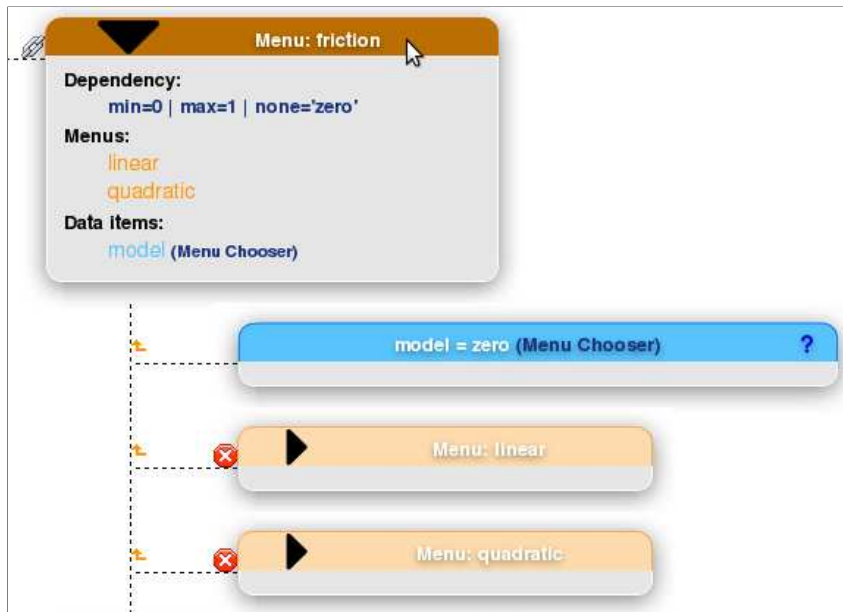 Menu: friction
Dependency:
min=0 | max=1 | none='zero'
Menus:
linear
quadratic
Data items:
model (Menu Chooser)
model = zero (Menu Chooser) ?
Menu: linear
Menu: quadratic